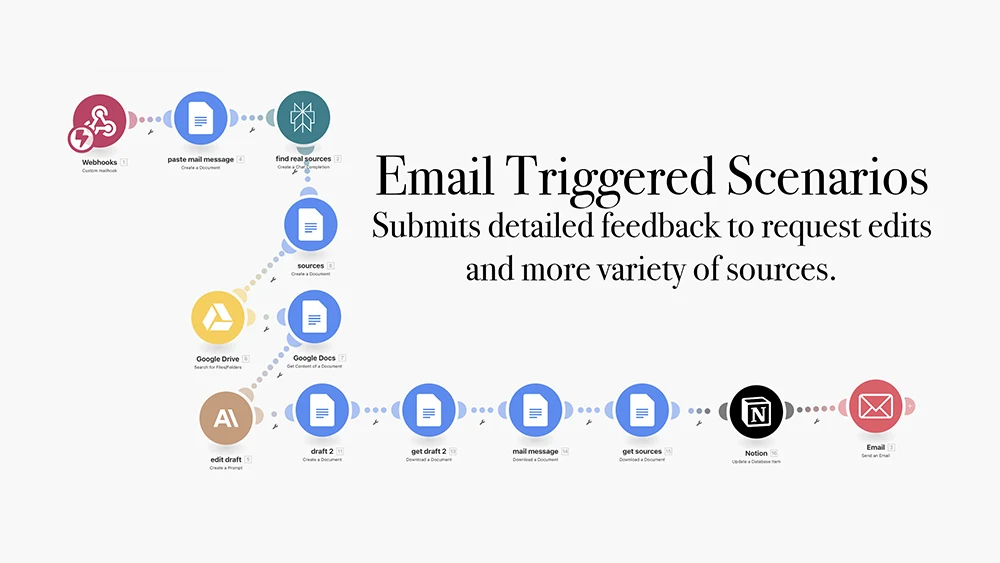 Webhooks 1
Custom mailhook
paste mail message 4
Create a Document
find real sources 2
Create a Chat Completion
Email Triggered Scenarios
Submits detailed feedback to request edits
and more variety of sources.
sources 5
Create a Document
Google Drive 6
Search for Files/Folders
Google Docs 7
Get Content of a Document
edit draft 9
Create a Prompt
draft 2 11
Create a Document
get draft 2 13
Download a Document
mail message 14
Download a Document
get sources 15
Download a Document
N
Notion 16
Update a Database Item
Email 3
Send an Email